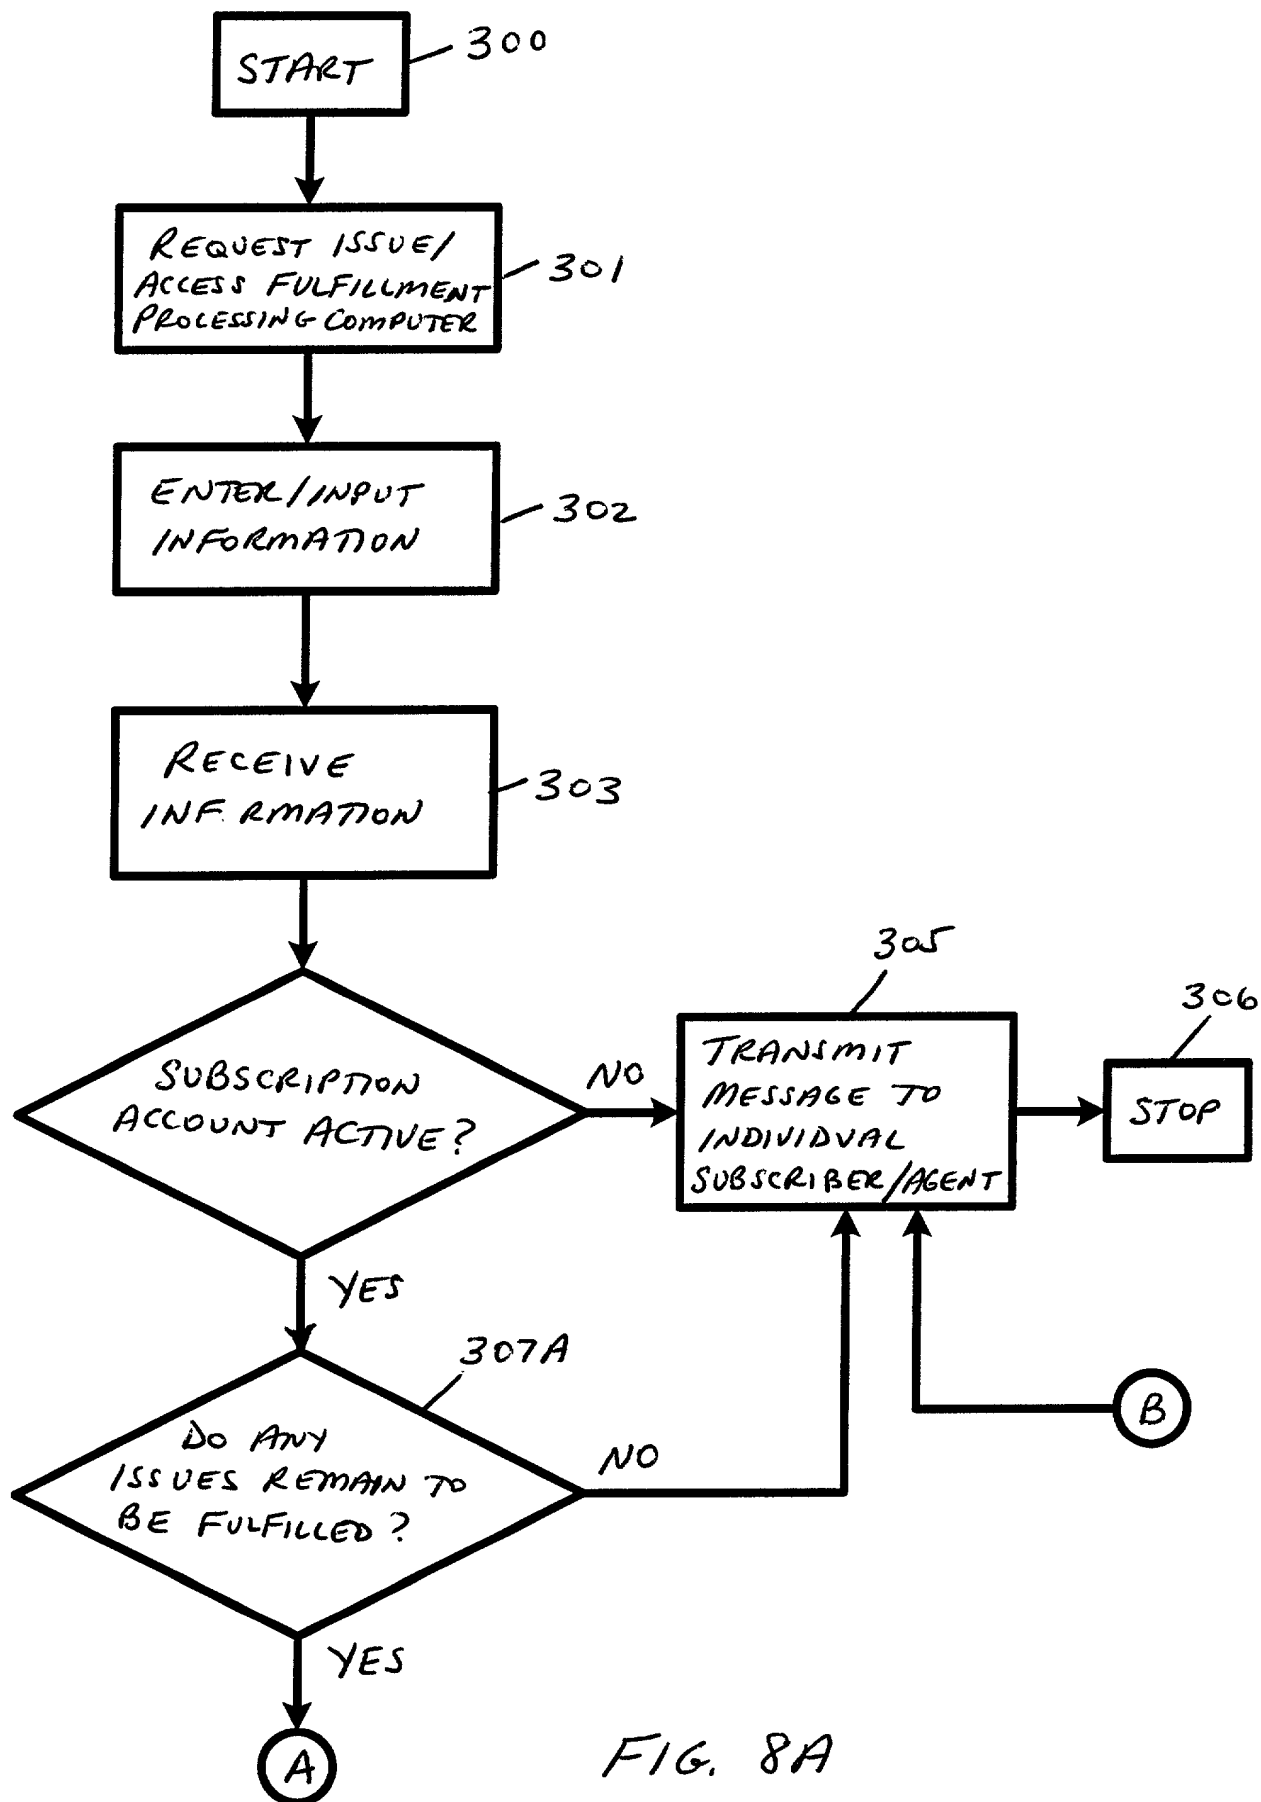 START
300
REQUEST ISSUE/
ACCESS FULFILLMENT
PROCESSING COMPUTER
301
ENTER/INPUT
INFORMATION
302
RECEIVE
INF.RMATION
303
SUBSCRIPTION
ACCOUNT ACTIVE?
NO
305
TRANSMIT
MESSAGE TO
INDIVIDUAL
SUBSCRIBER/AGENT
306
STOP
YES
307A
DO ANY
ISSUES REMAIN TO
BE FULFILLED?
NO
B
YES
A
FIG. 8A